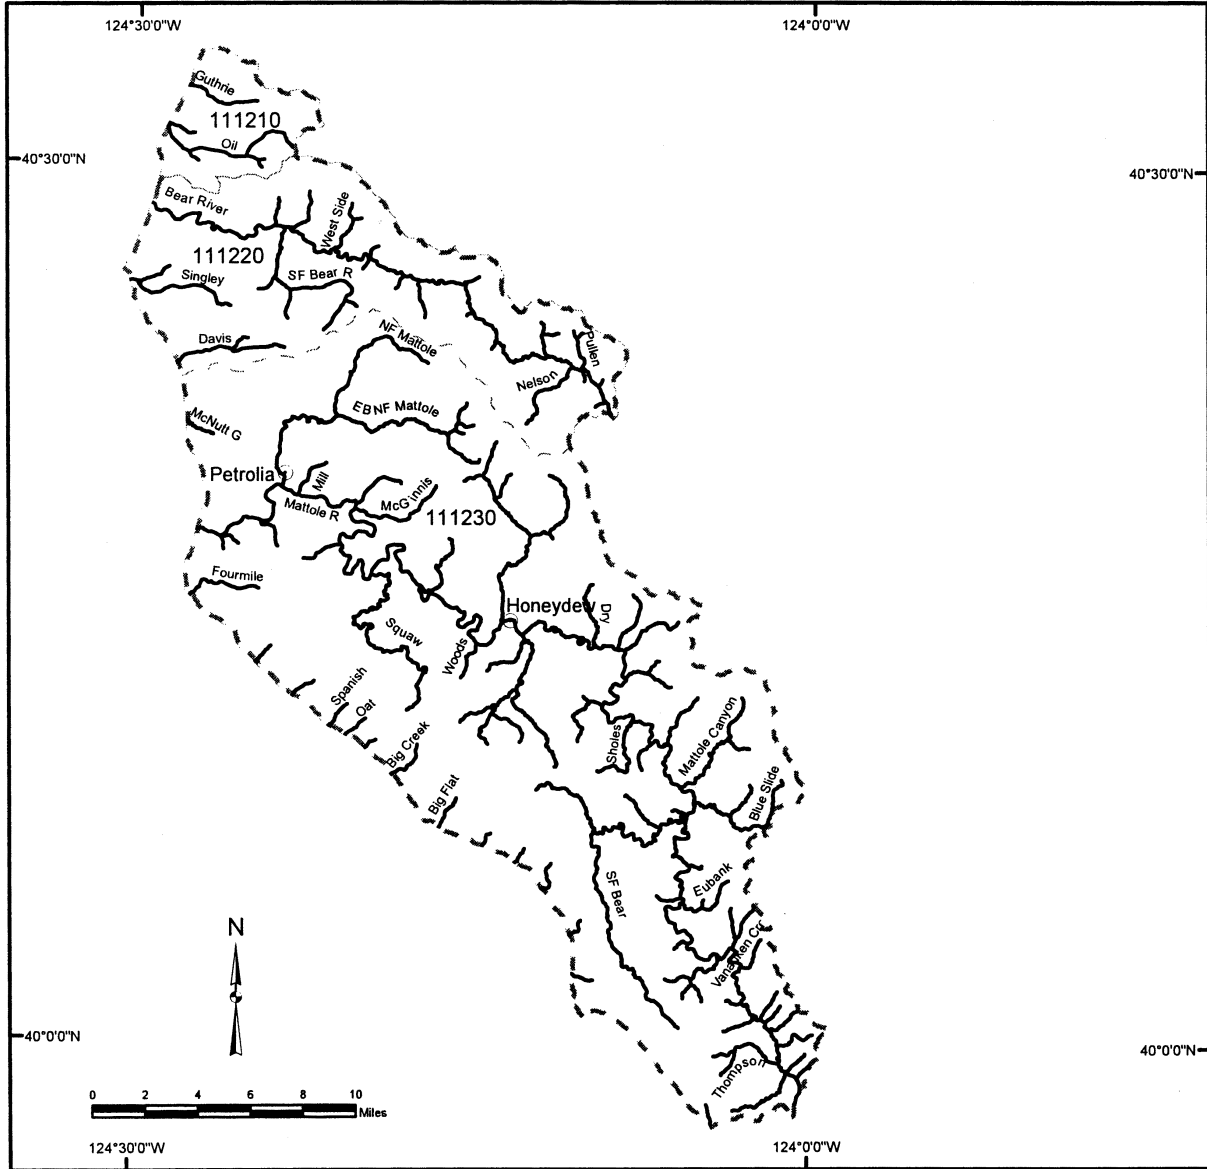 124°30'0"W
124°0'0"W
Guthrie
111210
Oil
40°30'0"N
40°30'0"N
Bear River
West Side
111220
SF Bear R
Singley
Davis
NF Mattole
Pullen
Nelson
EBNF Mattole
McNutt G
Petrolia
Mill
McGinnis
Mattole R
111230
Fourmile
Honeydew
Dry
Squaw
Woods
Spanish
Oat
Big Creek
Sholes
Mattole Canyon
Big Flat
Blue Slide
SF Bear
Eubank
N
Vanauken Cr
40°0'0"N
40°0'0"N
Thompson
0 2 4 6 8 10
Miles
124°30'0"W
124°0'0"W